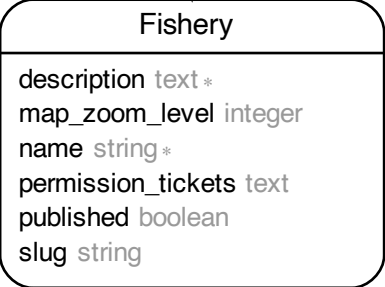 Fishery
description text *
map_zoom_level integer
name string *
permission_tickets text
published boolean
slug string